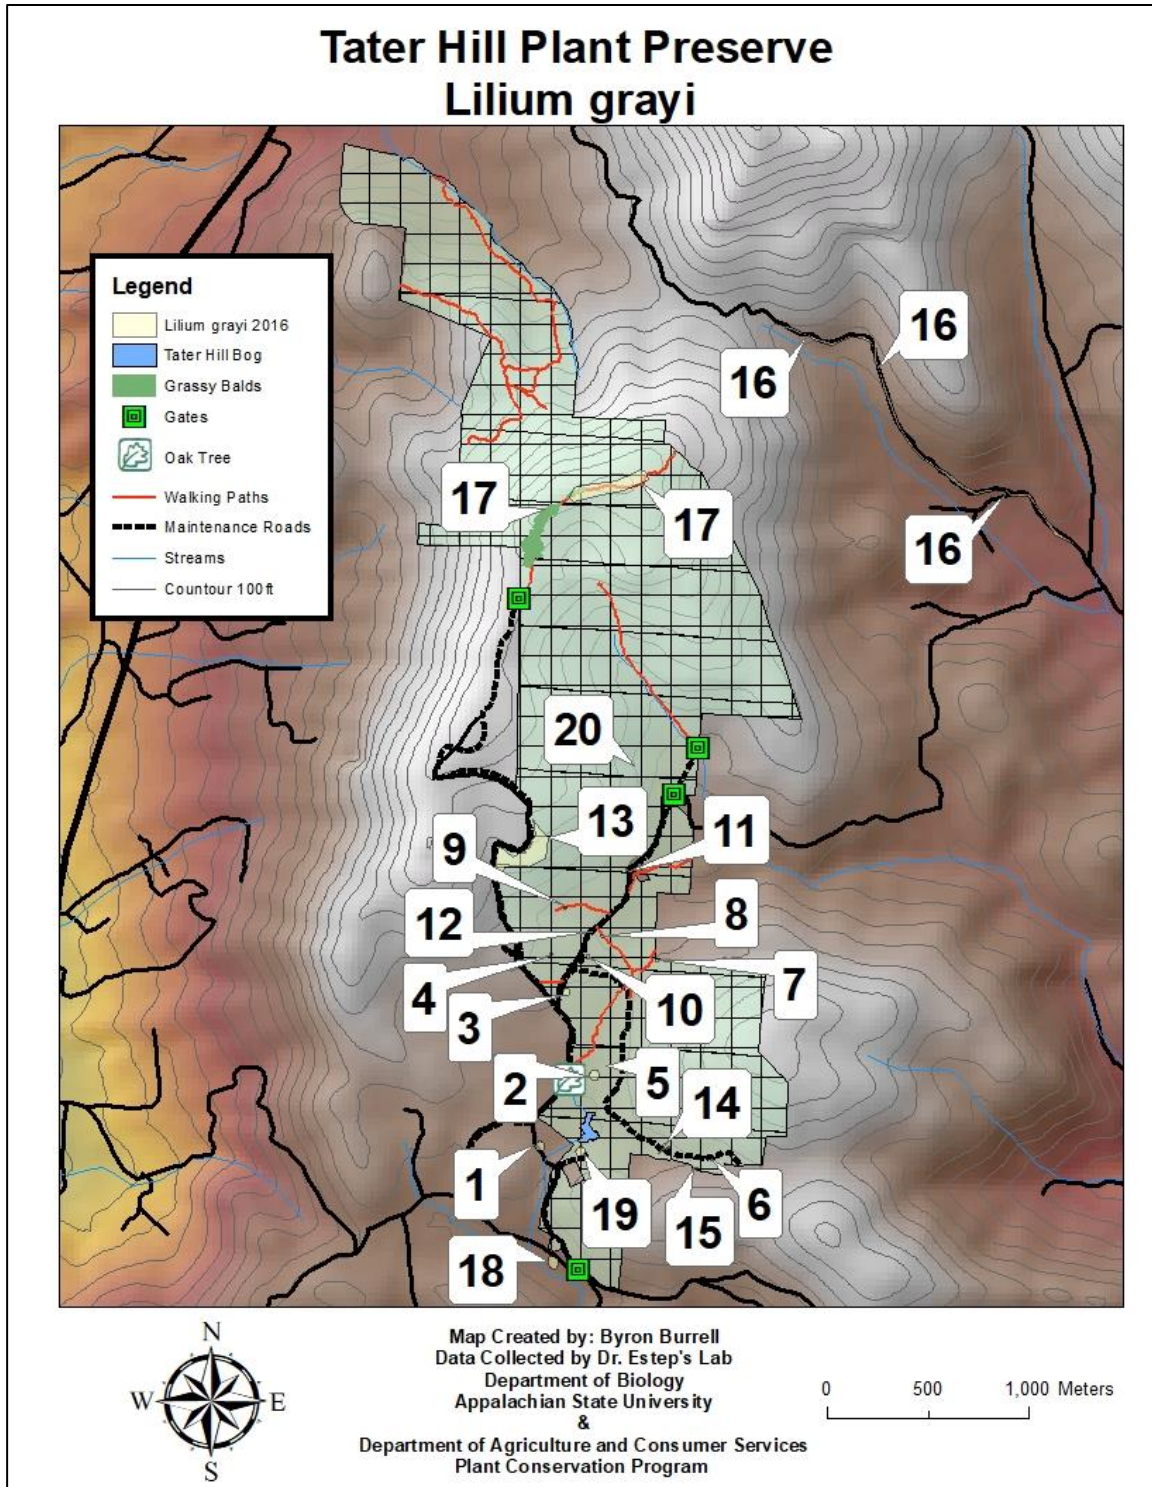 Tater Hill Plant Preserve
Lilium grayi
Legend
Lilium grayi 2016
Tater Hill Bog
Grassy Balds
Gates
Oak Tree
Walking Paths
Maintenance Roads
Streams
Countour 100ft
16
16
17
17
16
20
13
11
9
8
12
7
4
10
3
5
2
14
1
6
19
15
18
N
W
E
S
Map Created by: Byron Burrell
Data Collected by Dr. Estep's Lab
Department of Biology
Appalachian State University
&
Department of Agriculture and Consumer Services
Plant Conservation Program
0 500 1,000 Meters